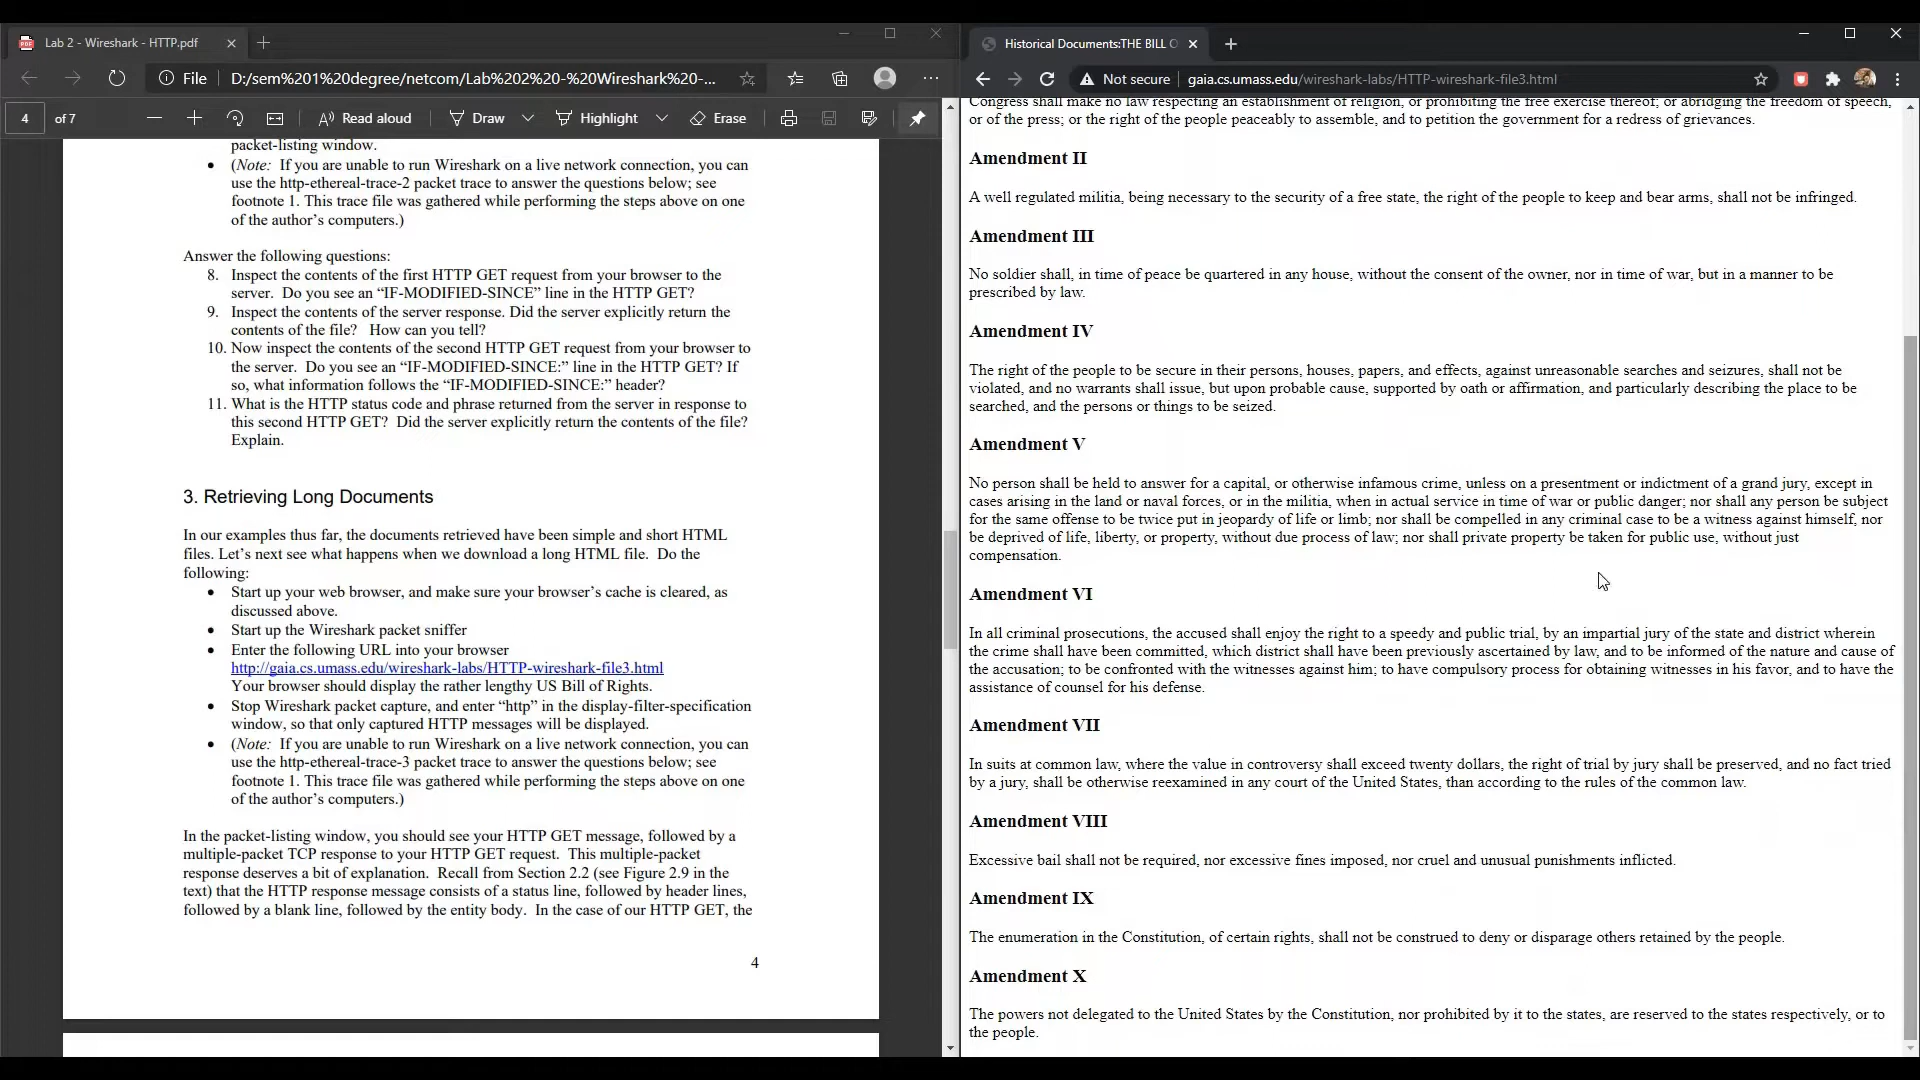 Lab 2 - Wireshark - HTTP.pdf
File
D:/sem%201%20degree/netcom/Lab%202%20-%20Wireshark%20-...
4 of 7
Read aloud
Draw
Highlight
Erase
packet-listing window.
• (Note: If you are unable to run Wireshark on a live network connection, you can
use the http-ethereal-trace-2 packet trace to answer the questions below; see
footnote 1. This trace file was gathered while performing the steps above on one
of the author's computers.)
Answer the following questions:
8. Inspect the contents of the first HTTP GET request from your browser to the
server. Do you see an “IF-MODIFIED-SINCE” line in the HTTP GET?
9. Inspect the contents of the server response. Did the server explicitly return the
contents of the file? How can you tell?
10. Now inspect the contents of the second HTTP GET request from your browser to
the server. Do you see an “IF-MODIFIED-SINCE:” line in the HTTP GET? If
so, what information follows the “IF-MODIFIED-SINCE:” header?
11. What is the HTTP status code and phrase returned from the server in response to
this second HTTP GET? Did the server explicitly return the contents of the file?
Explain.
3. Retrieving Long Documents
In our examples thus far, the documents retrieved have been simple and short HTML
files. Let's next see what happens when we download a long HTML file. Do the
following:
• Start up your web browser, and make sure your browser's cache is cleared, as
discussed above.
• Start up the Wireshark packet sniffer
• Enter the following URL into your browser
http://gaia.cs.umass.edu/wireshark-labs/HTTP-wireshark-file3.html
Your browser should display the rather lengthy US Bill of Rights.
• Stop Wireshark packet capture, and enter “http” in the display-filter-specification
window, so that only captured HTTP messages will be displayed.
• (Note: If you are unable to run Wireshark on a live network connection, you can
use the http-ethereal-trace-3 packet trace to answer the questions below; see
footnote 1. This trace file was gathered while performing the steps above on one
of the author's computers.)
In the packet-listing window, you should see your HTTP GET message, followed by a
multiple-packet TCP response to your HTTP GET request. This multiple-packet
response deserves a bit of explanation. Recall from Section 2.2 (see Figure 2.9 in the
text) that the HTTP response message consists of a status line, followed by header lines,
followed by a blank line, followed by the entity body. In the case of our HTTP GET, the
4
Historical Documents:THE BILL O
Not secure
gaia.cs.umass.edu/wireshark-labs/HTTP-wireshark-file3.html
Congress shall make no law respecting an establishment of religion, or prohibiting the free exercise thereof; or abridging the freedom of speech,
or of the press; or the right of the people peaceably to assemble, and to petition the government for a redress of grievances.
Amendment II
A well regulated militia, being necessary to the security of a free state, the right of the people to keep and bear arms, shall not be infringed.
Amendment III
No soldier shall, in time of peace be quartered in any house, without the consent of the owner, nor in time of war, but in a manner to be
prescribed by law.
Amendment IV
The right of the people to be secure in their persons, houses, papers, and effects, against unreasonable searches and seizures, shall not be
violated, and no warrants shall issue, but upon probable cause, supported by oath or affirmation, and particularly describing the place to be
searched, and the persons or things to be seized.
Amendment V
No person shall be held to answer for a capital, or otherwise infamous crime, unless on a presentment or indictment of a grand jury, except in
cases arising in the land or naval forces, or in the militia, when in actual service in time of war or public danger; nor shall any person be subject
for the same offense to be twice put in jeopardy of life or limb; nor shall be compelled in any criminal case to be a witness against himself, nor
be deprived of life, liberty, or property, without due process of law; nor shall private property be taken for public use, without just
compensation.
Amendment VI
In all criminal prosecutions, the accused shall enjoy the right to a speedy and public trial, by an impartial jury of the state and district wherein
the crime shall have been committed, which district shall have been previously ascertained by law, and to be informed of the nature and cause of
the accusation; to be confronted with the witnesses against him; to have compulsory process for obtaining witnesses in his favor, and to have the
assistance of counsel for his defense.
Amendment VII
In suits at common law, where the value in controversy shall exceed twenty dollars, the right of trial by jury shall be preserved, and no fact tried
by a jury, shall be otherwise reexamined in any court of the United States, than according to the rules of the common law.
Amendment VIII
Excessive bail shall not be required, nor excessive fines imposed, nor cruel and unusual punishments inflicted.
Amendment IX
The enumeration in the Constitution, of certain rights, shall not be construed to deny or disparage others retained by the people.
Amendment X
The powers not delegated to the United States by the Constitution, nor prohibited by it to the states, are reserved to the states respectively, or to
the people.